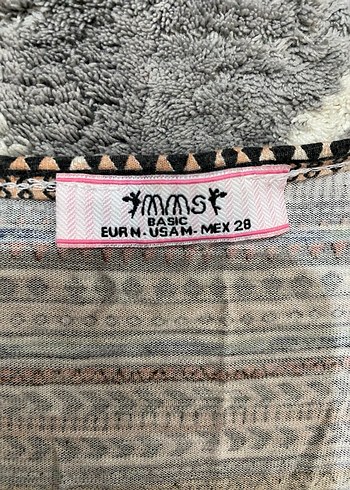 MMS
BASIC
EUR N - USA M - MEX 28